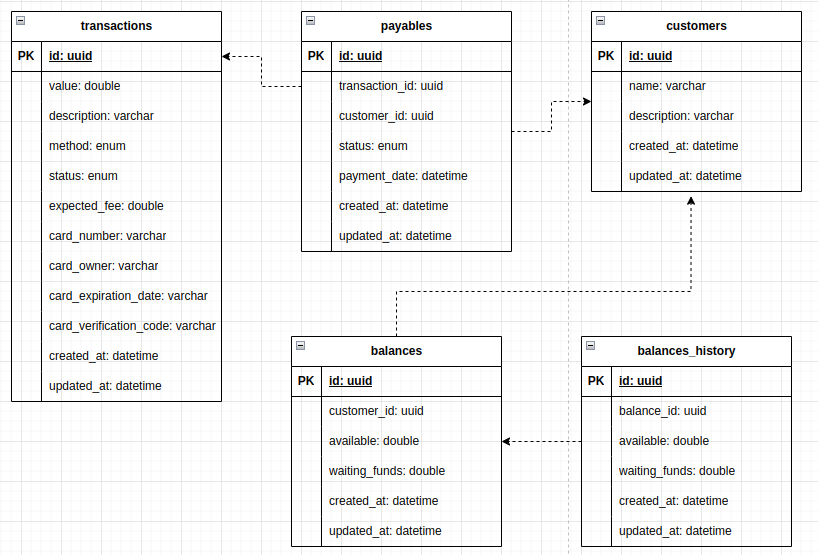 transactions
PK id: uuid
value: double
description: varchar
method: enum
status: enum
expected_fee: double
card_number: varchar
card_owner: varchar
card_expiration_date: varchar
card_verification_code: varchar
created_at: datetime
updated_at: datetime
payables
PK id: uuid
transaction_id: uuid
customer_id: uuid
status: enum
payment_date: datetime
created_at: datetime
updated_at: datetime
customers
PK id: uuid
name: varchar
description: varchar
created_at: datetime
updated_at: datetime
balances
PK id: uuid
customer_id: uuid
available: double
waiting_funds: double
created_at: datetime
updated_at: datetime
balances_history
PK id: uuid
balance_id: uuid
available: double
waiting_funds: double
created_at: datetime
updated_at: datetime